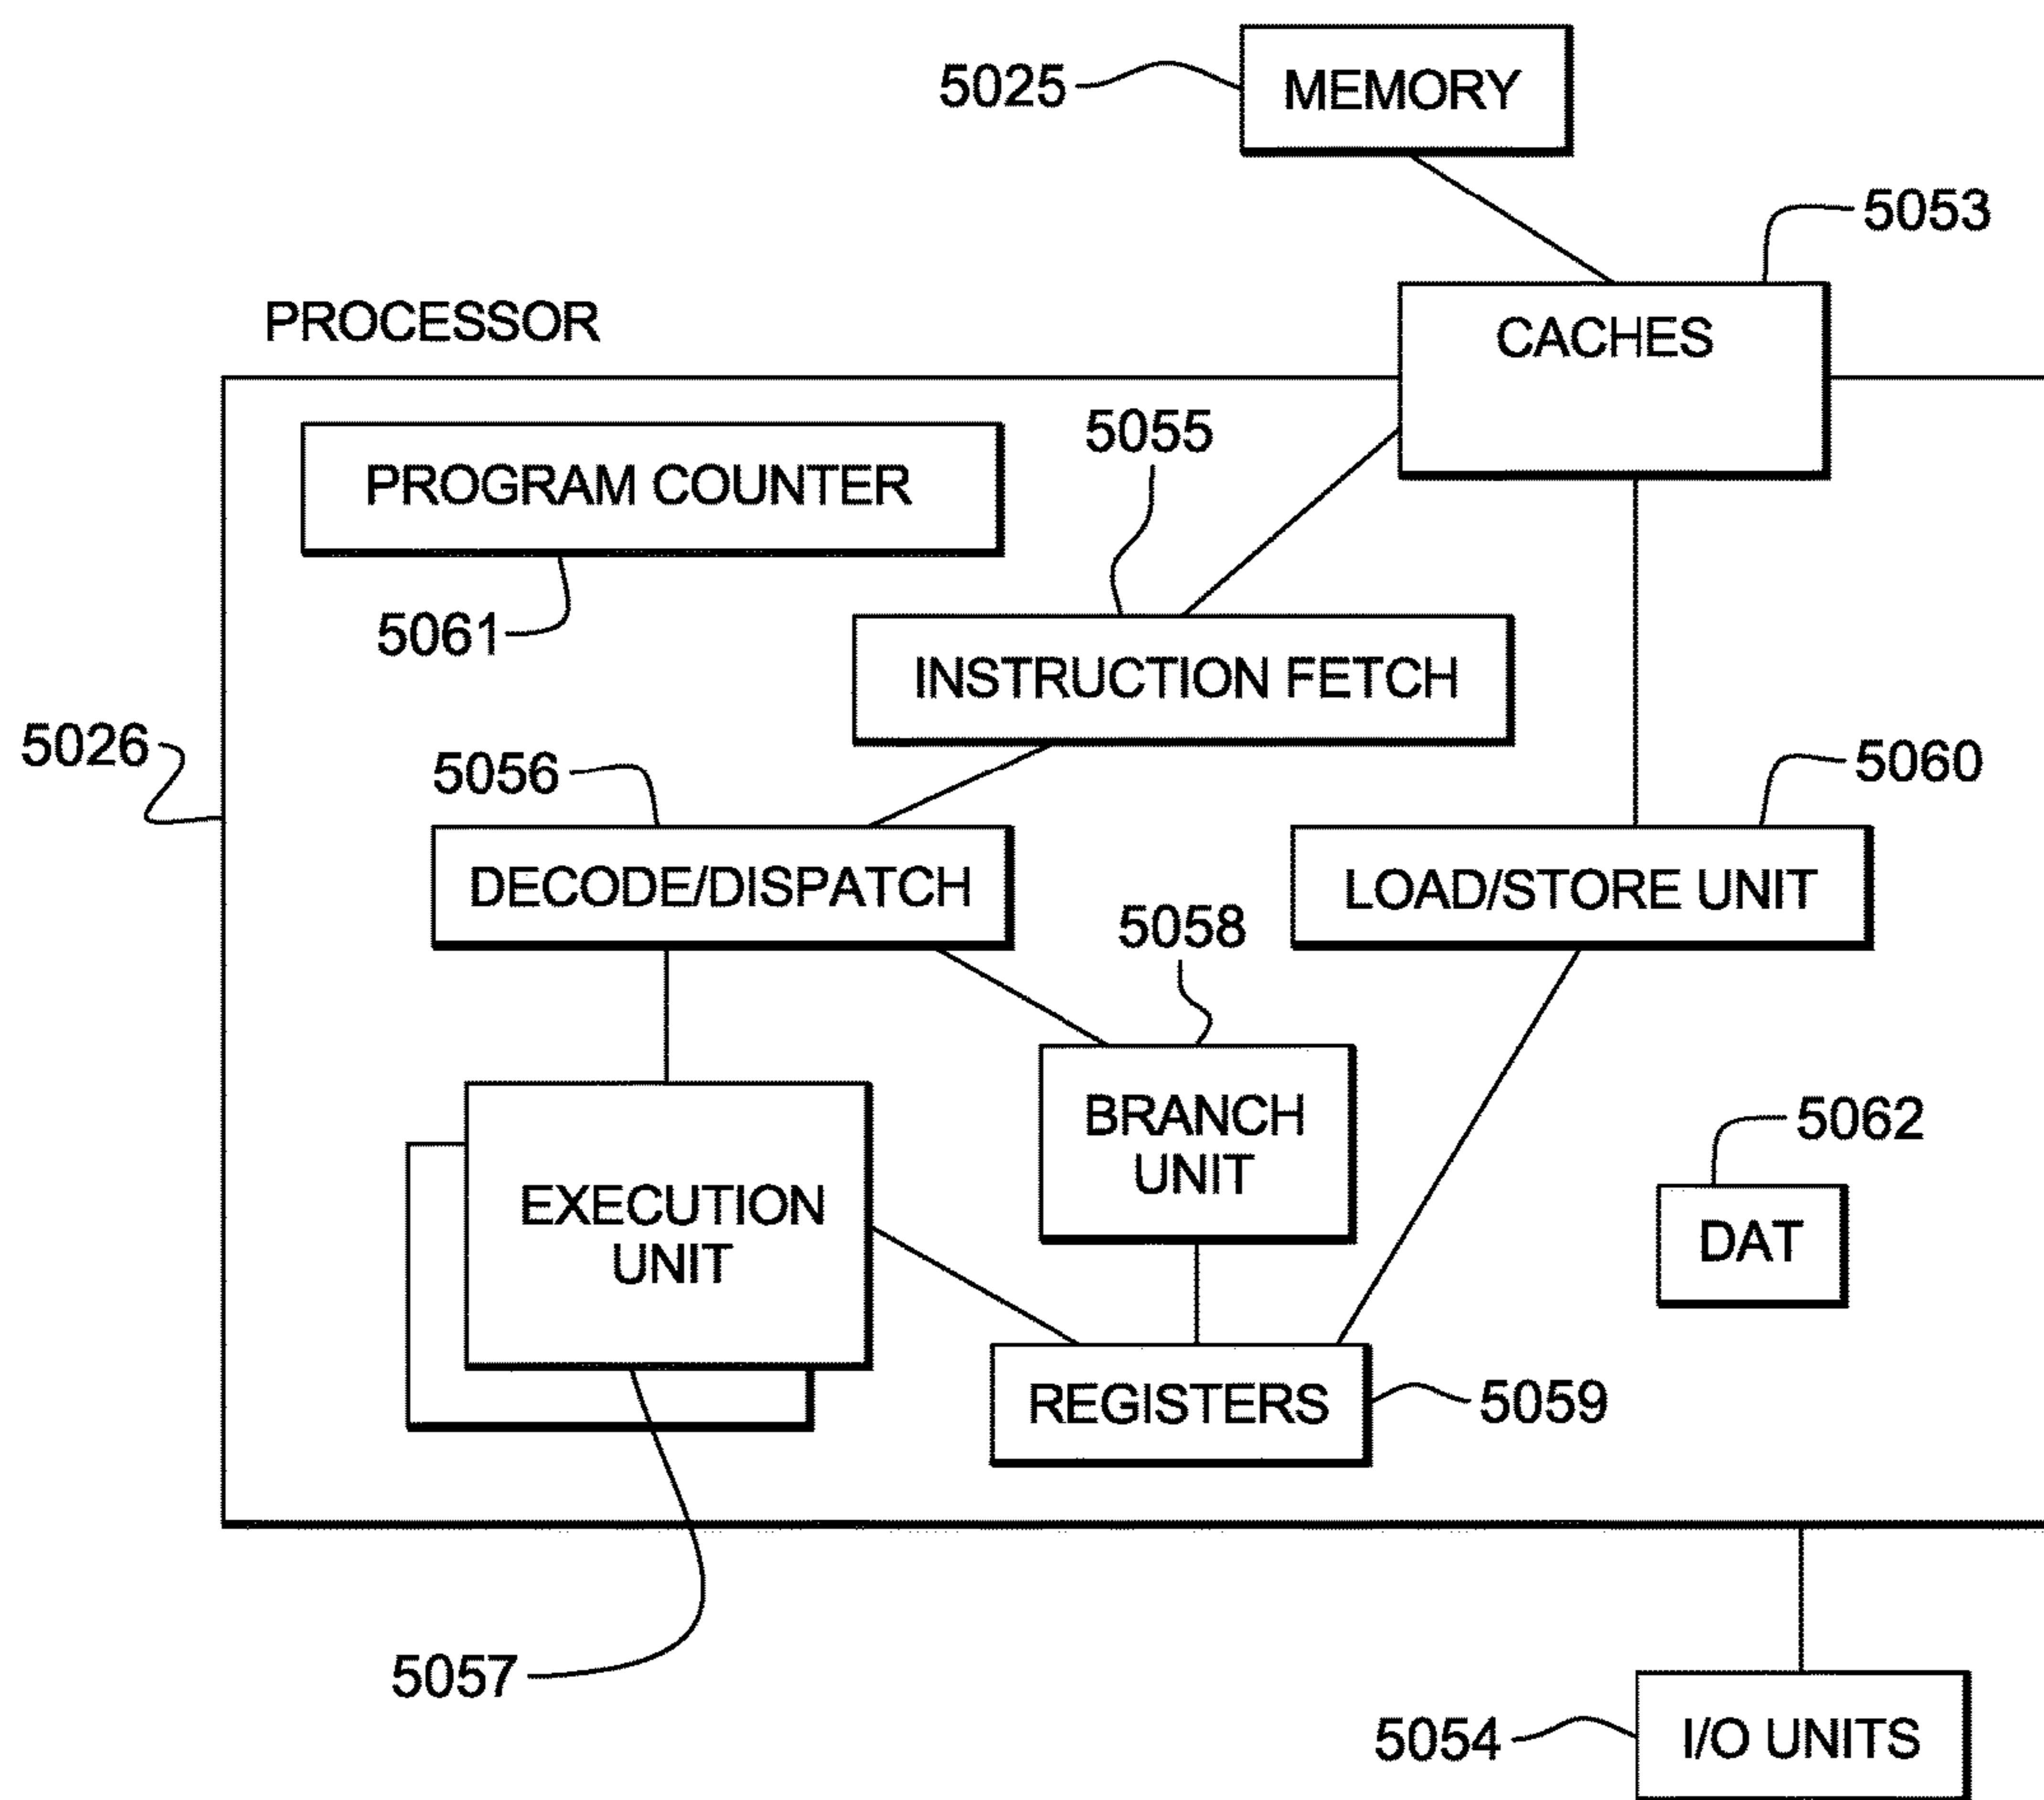 5025
MEMORY
5053
PROCESSOR
CACHES
5055
PROGRAM COUNTER
5061
INSTRUCTION FETCH
5026
5056
5060
DECODE/DISPATCH
LOAD/STORE UNIT
5058
BRANCH
UNIT
5062
EXECUTION
UNIT
DAT
REGISTERS
5059
5057
5054
I/O UNITS